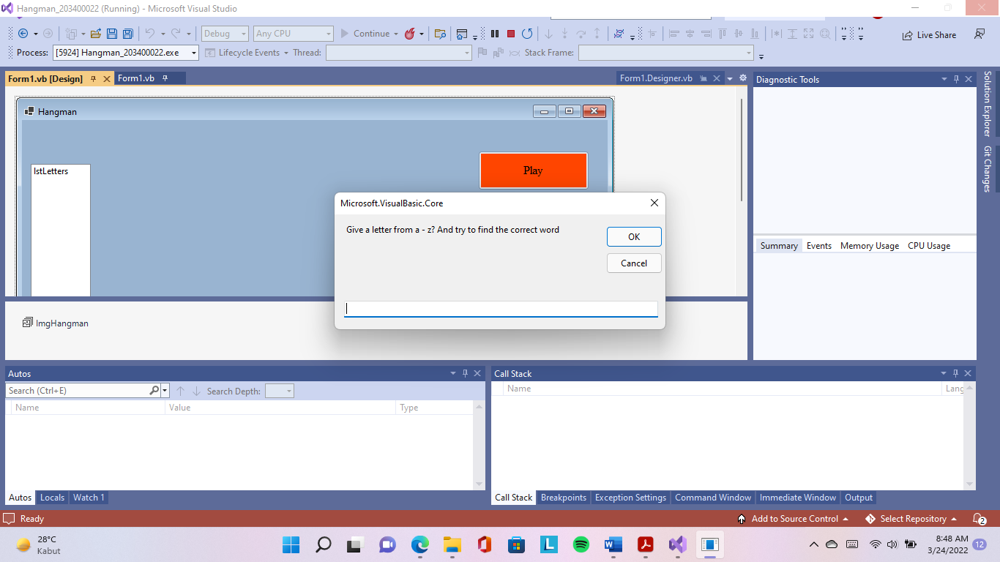 Hangman_203400022 (Running) - Microsoft Visual Studio
Debug Any CPU Continue Live Share
Process: [5924] Hangman_203400022.exe Lifecycle Events Thread: Stack Frame:
Form1.vb [Design] Form1.vb Form1.Designer.vb
Hangman
lstLetters
Play
Microsoft.VisualBasic.Core
Give a letter from a - z? And try to find the correct word
OK
Cancel
ImgHangman
Diagnostic Tools
Summary Events Memory Usage CPU Usage
Solution Explorer
Git Changes
Autos
Search (Ctrl+E) Search Depth:
Name Value Type
Autos Locals Watch 1
Call Stack
Name Lang
Call Stack Breakpoints Exception Settings Command Window Immediate Window Output
Ready Add to Source Control Select Repository 2
28°C
Kabut
L
W
8:48 AM
3/24/2022 12